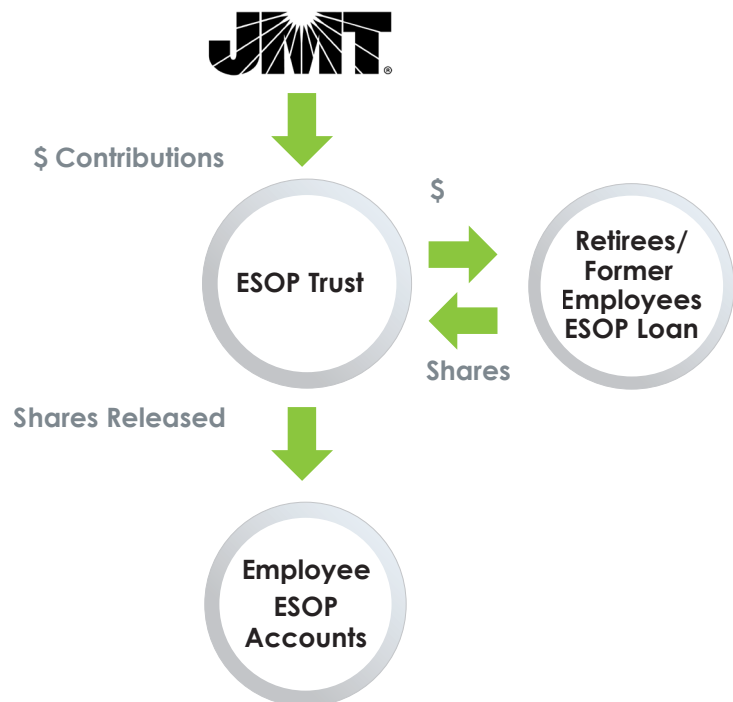 JMT®
$ Contributions
$
ESOP Trust
Retirees/
Former
Employees
ESOP Loan
Shares
Shares Released
Employee
ESOP
Accounts